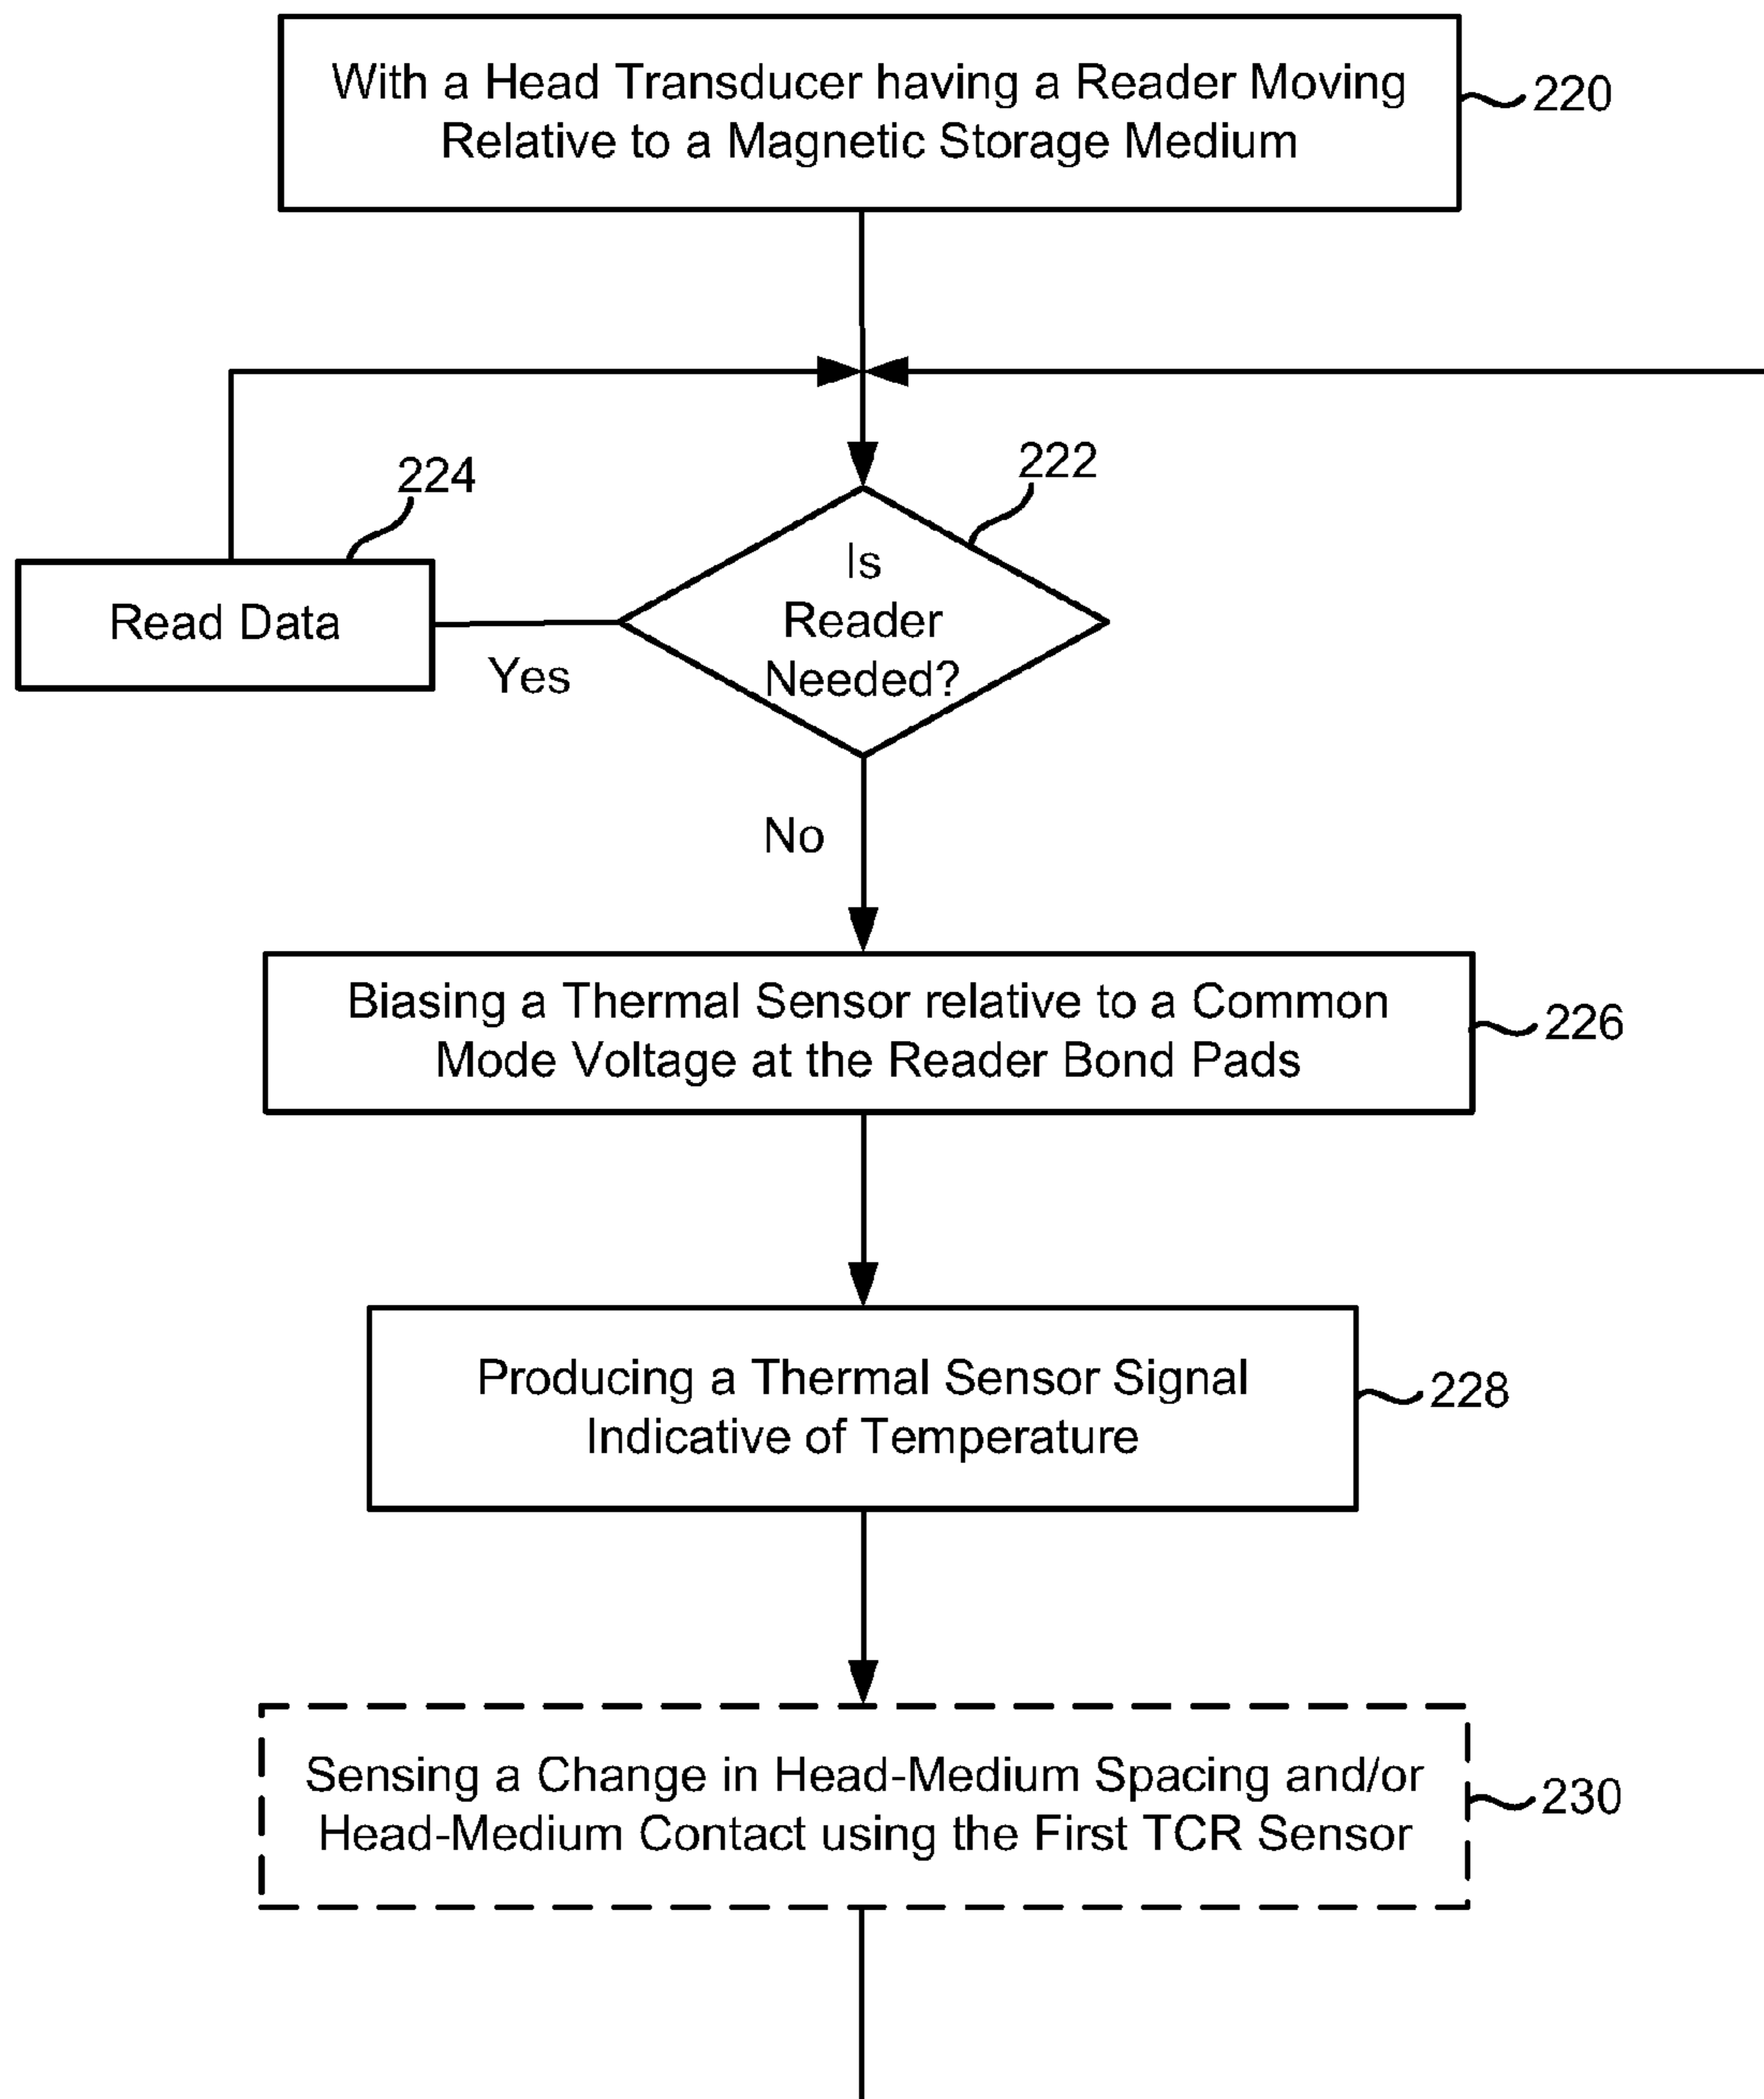 With a Head Transducer having a Reader Moving
Relative to a Magnetic Storage Medium
220
224
222
Is
Reader
Needed?
Read Data
Yes
No
Biasing a Thermal Sensor relative to a Common
Mode Voltage at the Reader Bond Pads
226
Producing a Thermal Sensor Signal
Indicative of Temperature
228
Sensing a Change in Head-Medium Spacing and/or
Head-Medium Contact using the First TCR Sensor
230